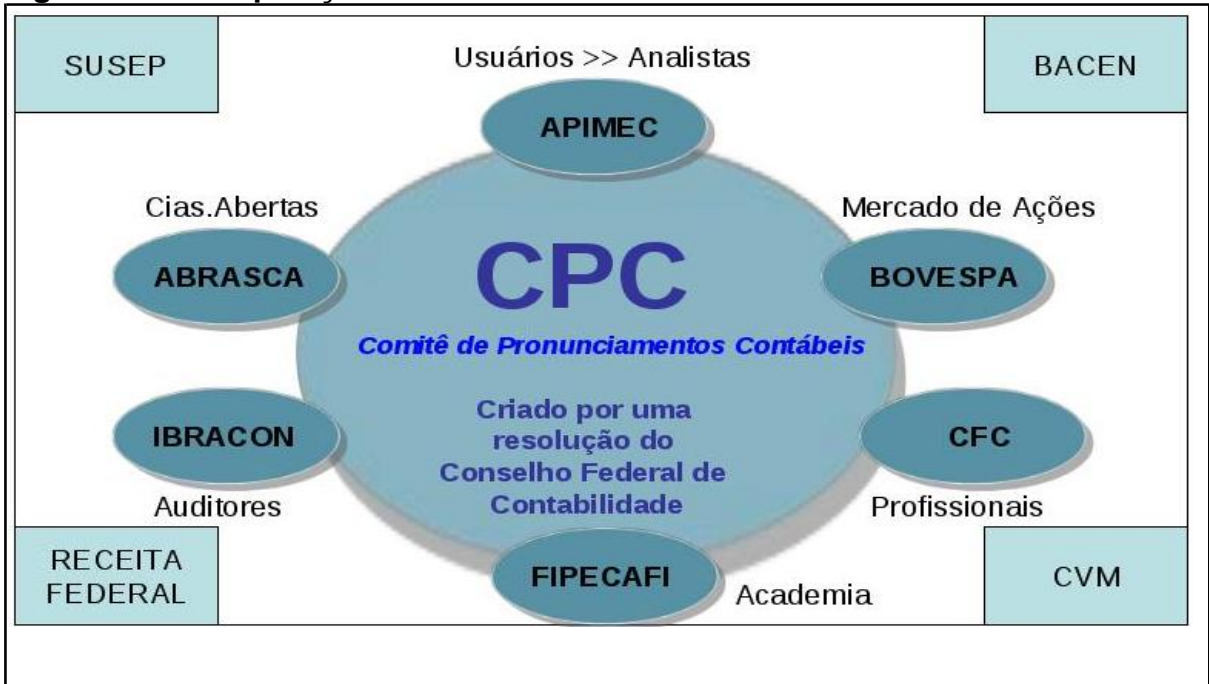 SUSEP
Usuários >> Analistas
BACEN
APIMEC
Cias.Abertas
Mercado de Ações
ABRASCA
CPC
BOVESPA
Comitê de Pronunciamentos Contábeis
Criado por uma
resolução do
Conselho Federal de
Contabilidade
IBRACON
CFC
Auditores
Profissionais
RECEITA
FEDERAL
FIPECAFI
Academia
CVM